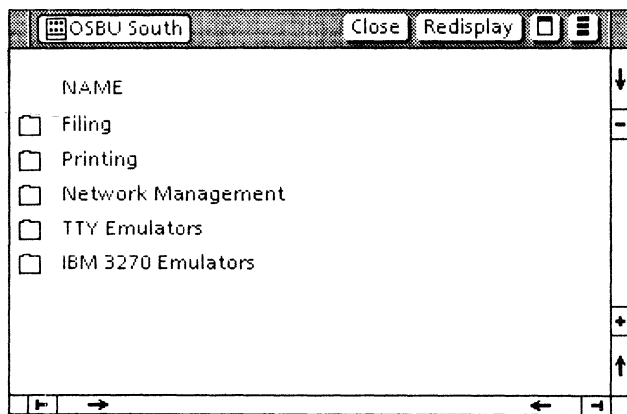 OSBU South Close Redisplay
NAME
Filing
Printing
Network Management
TTY Emulators
IBM 3270 Emulators